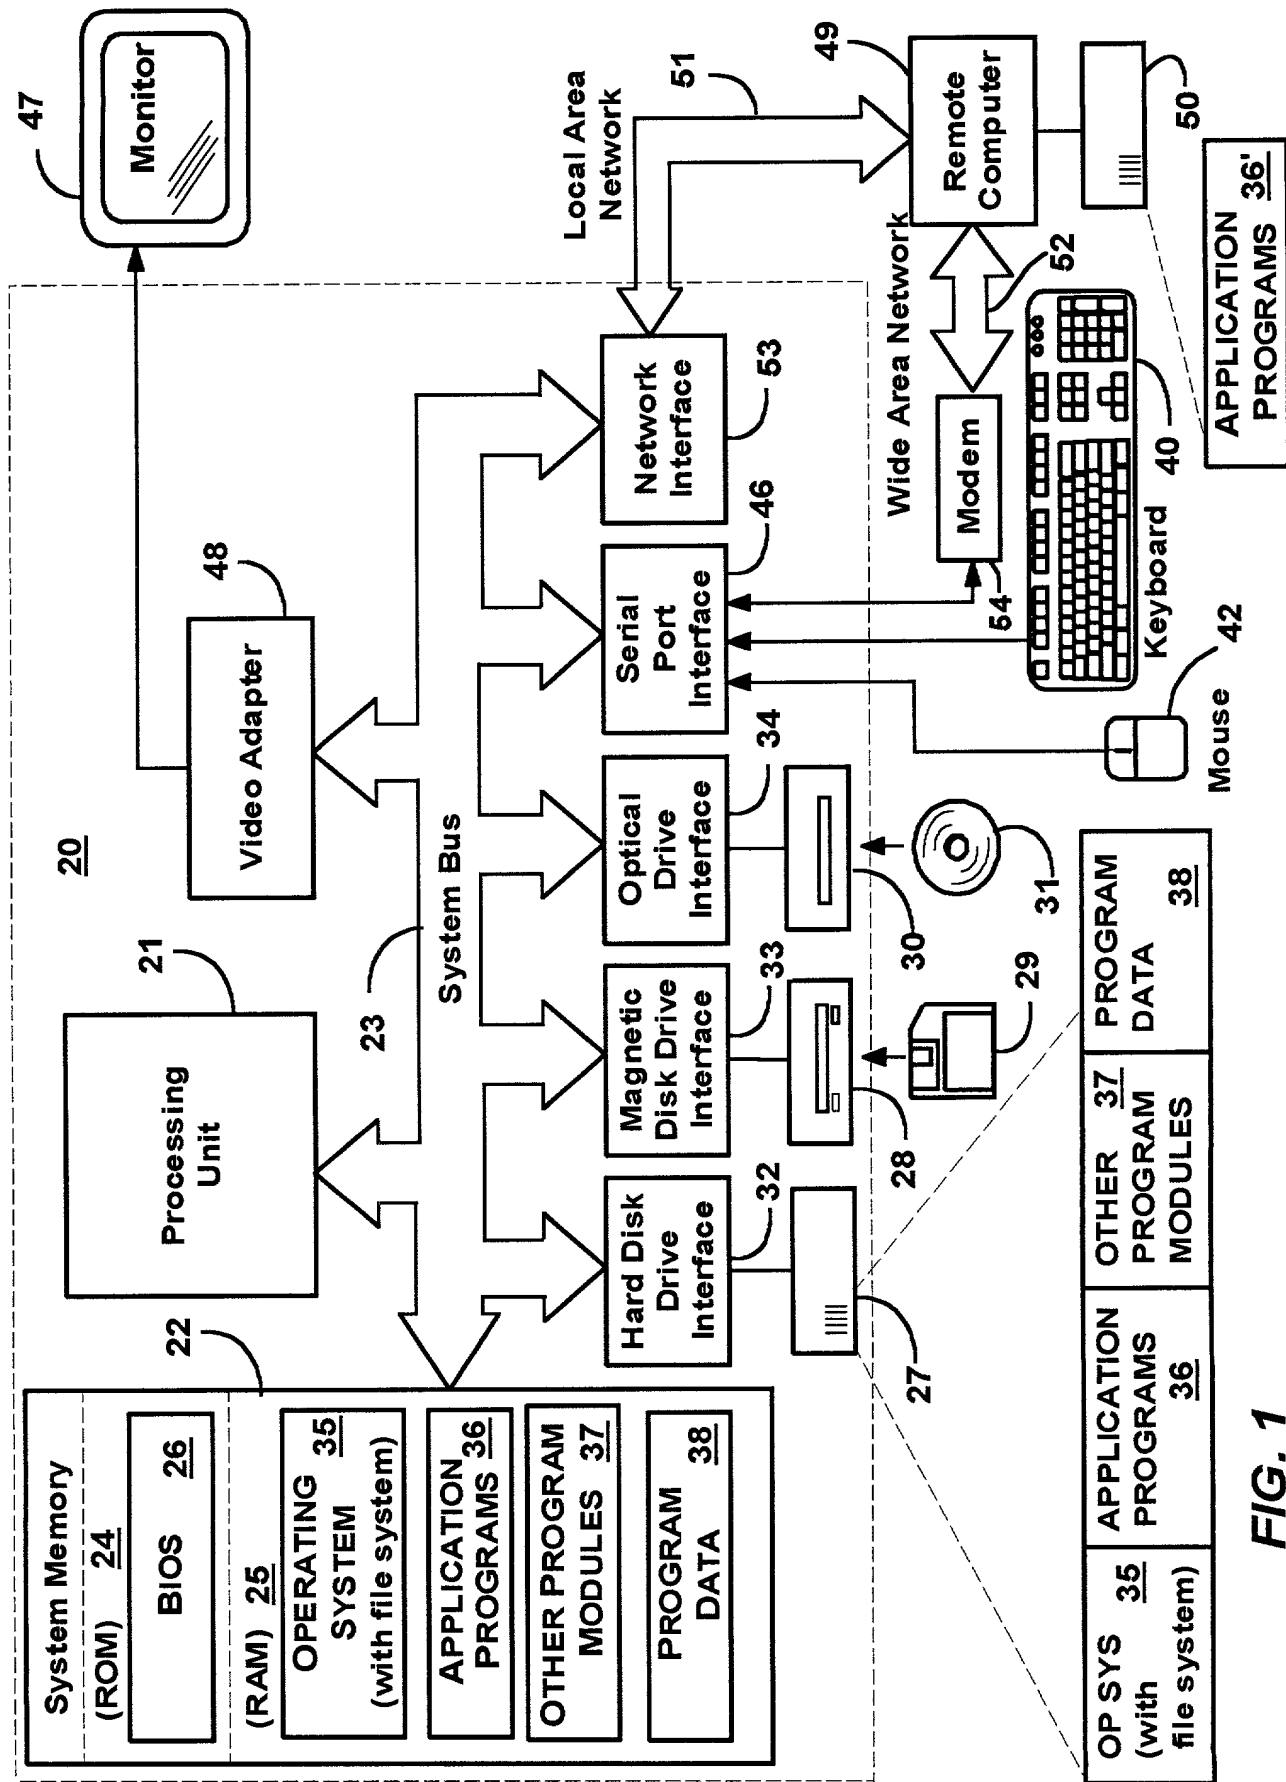 20
System Memory
(ROM) 24
BIOS 26
(RAM) 25
OPERATING
SYSTEM 35
(with file system)
APPLICATION
PROGRAMS 36
OTHER PROGRAM
MODULES 37
PROGRAM
DATA 38
22
Processing
Unit
21
23
System Bus
Video Adapter
48
47
Monitor
Hard Disk
Drive
Interface
32
Magnetic
Disk Drive
Interface
33
Optical
Drive
Interface
34
Serial
Port
Interface
46
Network
Interface
53
Local Area
Network
51
27
28
29
30
31
Wide Area Network
Modem
54
52
49
Remote
Computer
50
Mouse
42
Keyboard
40
APPLICATION
PROGRAMS 36'
OP SYS 35
(with
file system)
APPLICATION
PROGRAMS
36
OTHER 37
PROGRAM
MODULES
PROGRAM
DATA
38
FIG. 1